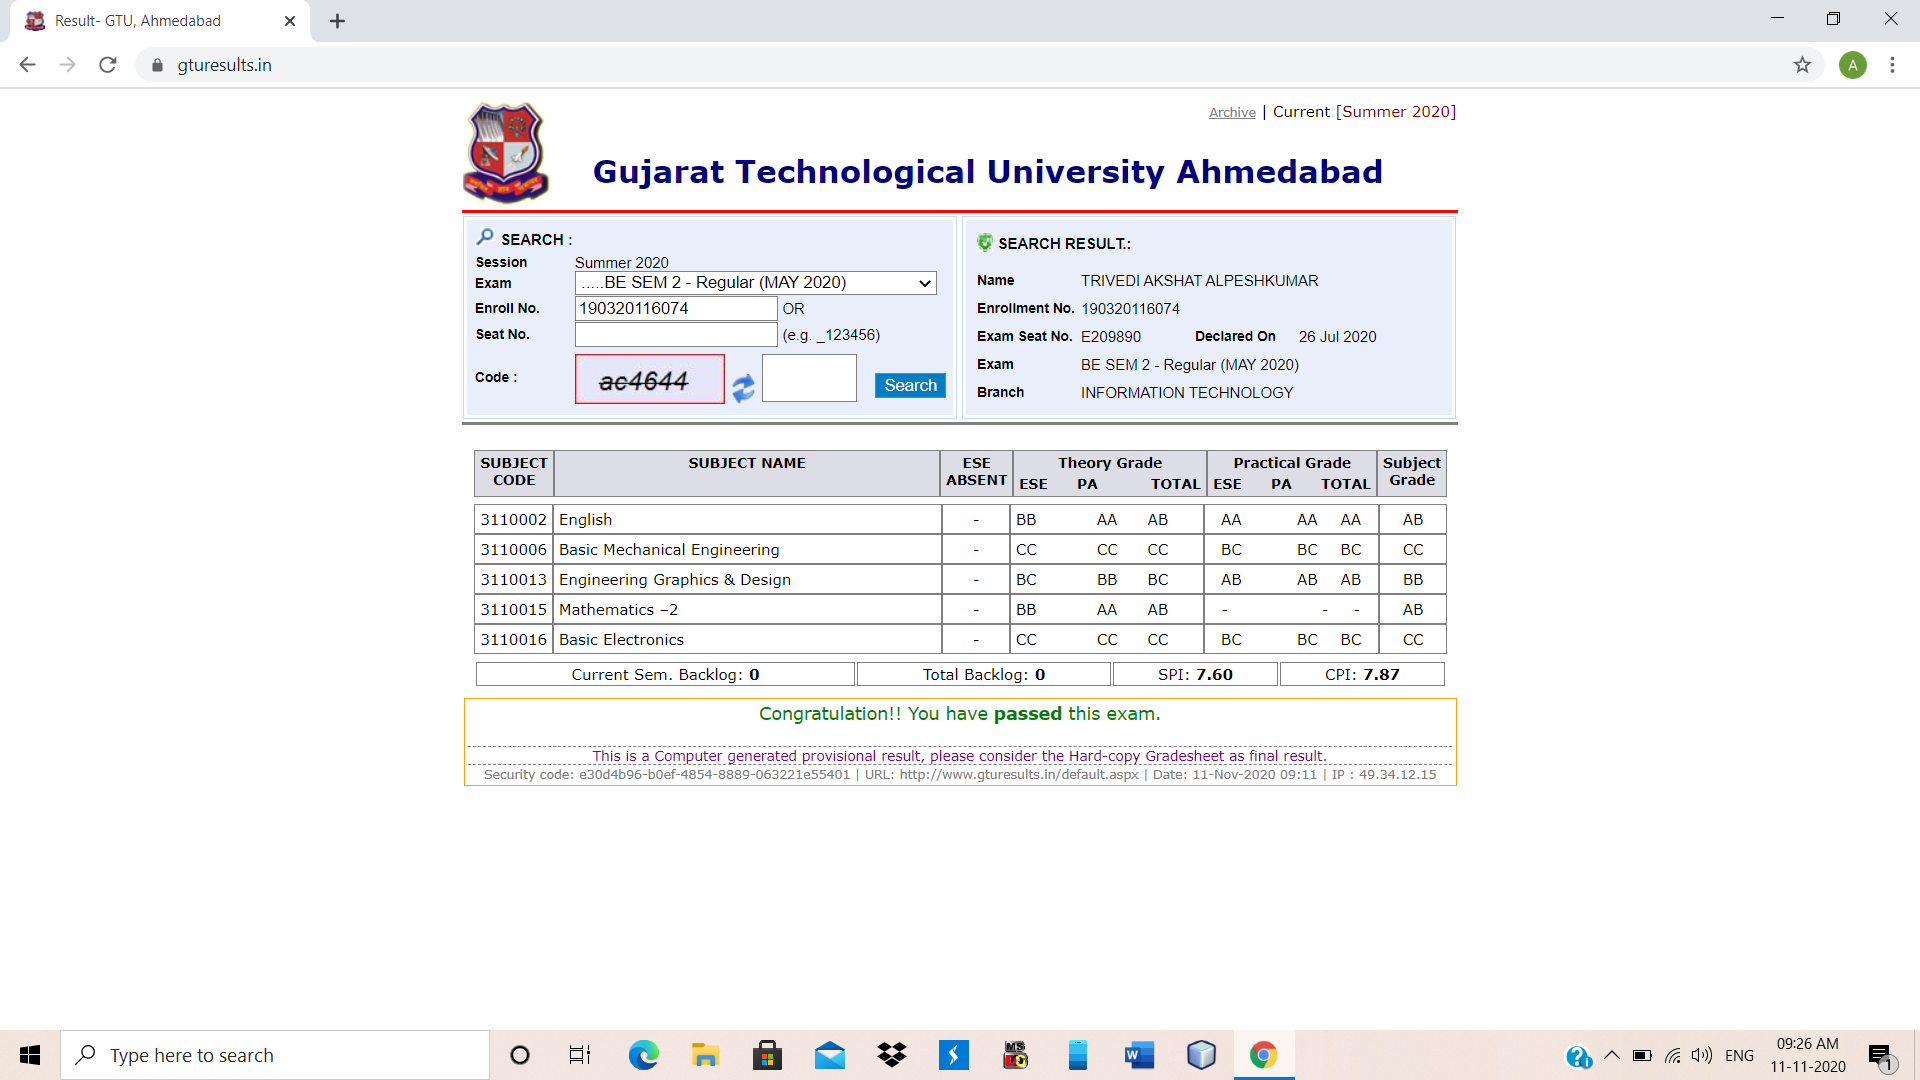 Result- GTU, Ahmedabad
gturesults.in
A
Archive | Current [Summer 2020]
Gujarat Technological University Ahmedabad
SEARCH :
Session Summer 2020
Exam .....BE SEM 2 - Regular (MAY 2020)
Enroll No. 190320116074 OR
Seat No. (e.g. _123456)
Code : ac4644 Search
SEARCH RESULT.:
Name TRIVEDI AKSHAT ALPESHKUMAR
Enrollment No. 190320116074
Exam Seat No. E209890 Declared On 26 Jul 2020
Exam BE SEM 2 - Regular (MAY 2020)
Branch INFORMATION TECHNOLOGY
SUBJECT CODE SUBJECT NAME ESE ABSENT Theory Grade Practical Grade Subject Grade
ESE PA TOTAL ESE PA TOTAL
3110002 English - BB AA AB AA AA AA AB
3110006 Basic Mechanical Engineering - CC CC CC BC BC BC CC
3110013 Engineering Graphics & Design - BC BB BC AB AB AB BB
3110015 Mathematics –2 - BB AA AB - - - AB
3110016 Basic Electronics - CC CC CC BC BC BC CC
Current Sem. Backlog: 0 Total Backlog: 0 SPI: 7.60 CPI: 7.87
Congratulation!! You have passed this exam.
This is a Computer generated provisional result, please consider the Hard-copy Gradesheet as final result.
Security code: e30d4b96-b0ef-4854-8889-063221e55401 | URL: http://www.gturesults.in/default.aspx | Date: 11-Nov-2020 09:11 | IP : 49.34.12.15
Type here to search
ENG
09:26 AM
11-11-2020
1